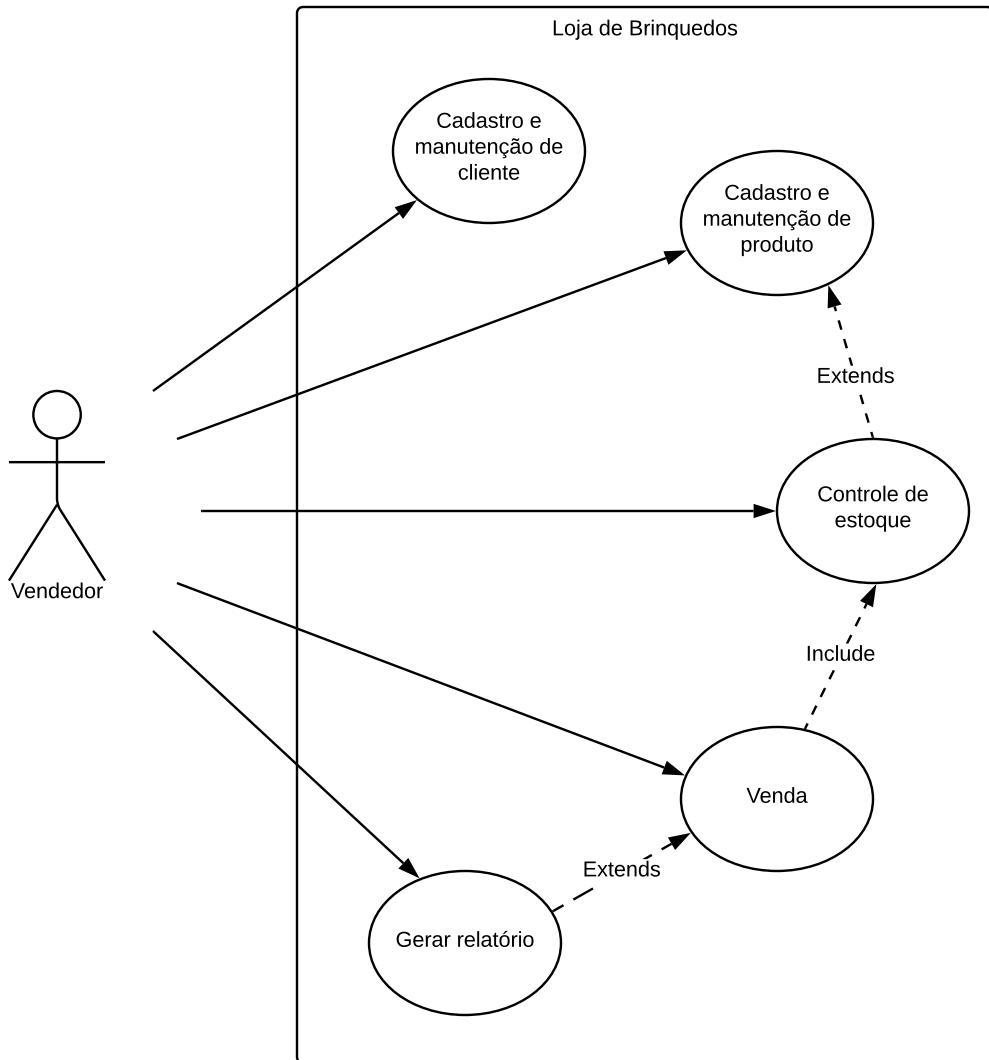 Loja de Brinquedos
Cadastro e
manutenção de
cliente
Cadastro e
manutenção de
produto
Extends
Controle de
estoque
Vendedor
Include
Venda
Extends
Gerar relatório